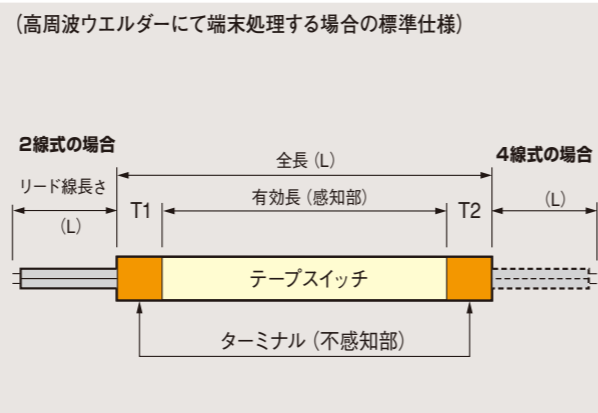 （高周波ウエルダーにて端末処理する場合の標準仕様）
2線式の場合
全長（L）
4線式の場合
リード線長さ
（L）
T1
有効長（感知部）
T2
（L）
テープスイッチ
ターミナル（不感知部）